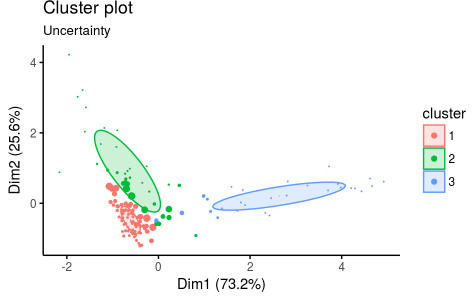 Cluster plot
Uncertainty
Dim2 (25.6%)
4
2
0
-2
0
2
4
Dim1 (73.2%)
cluster
1
2
3